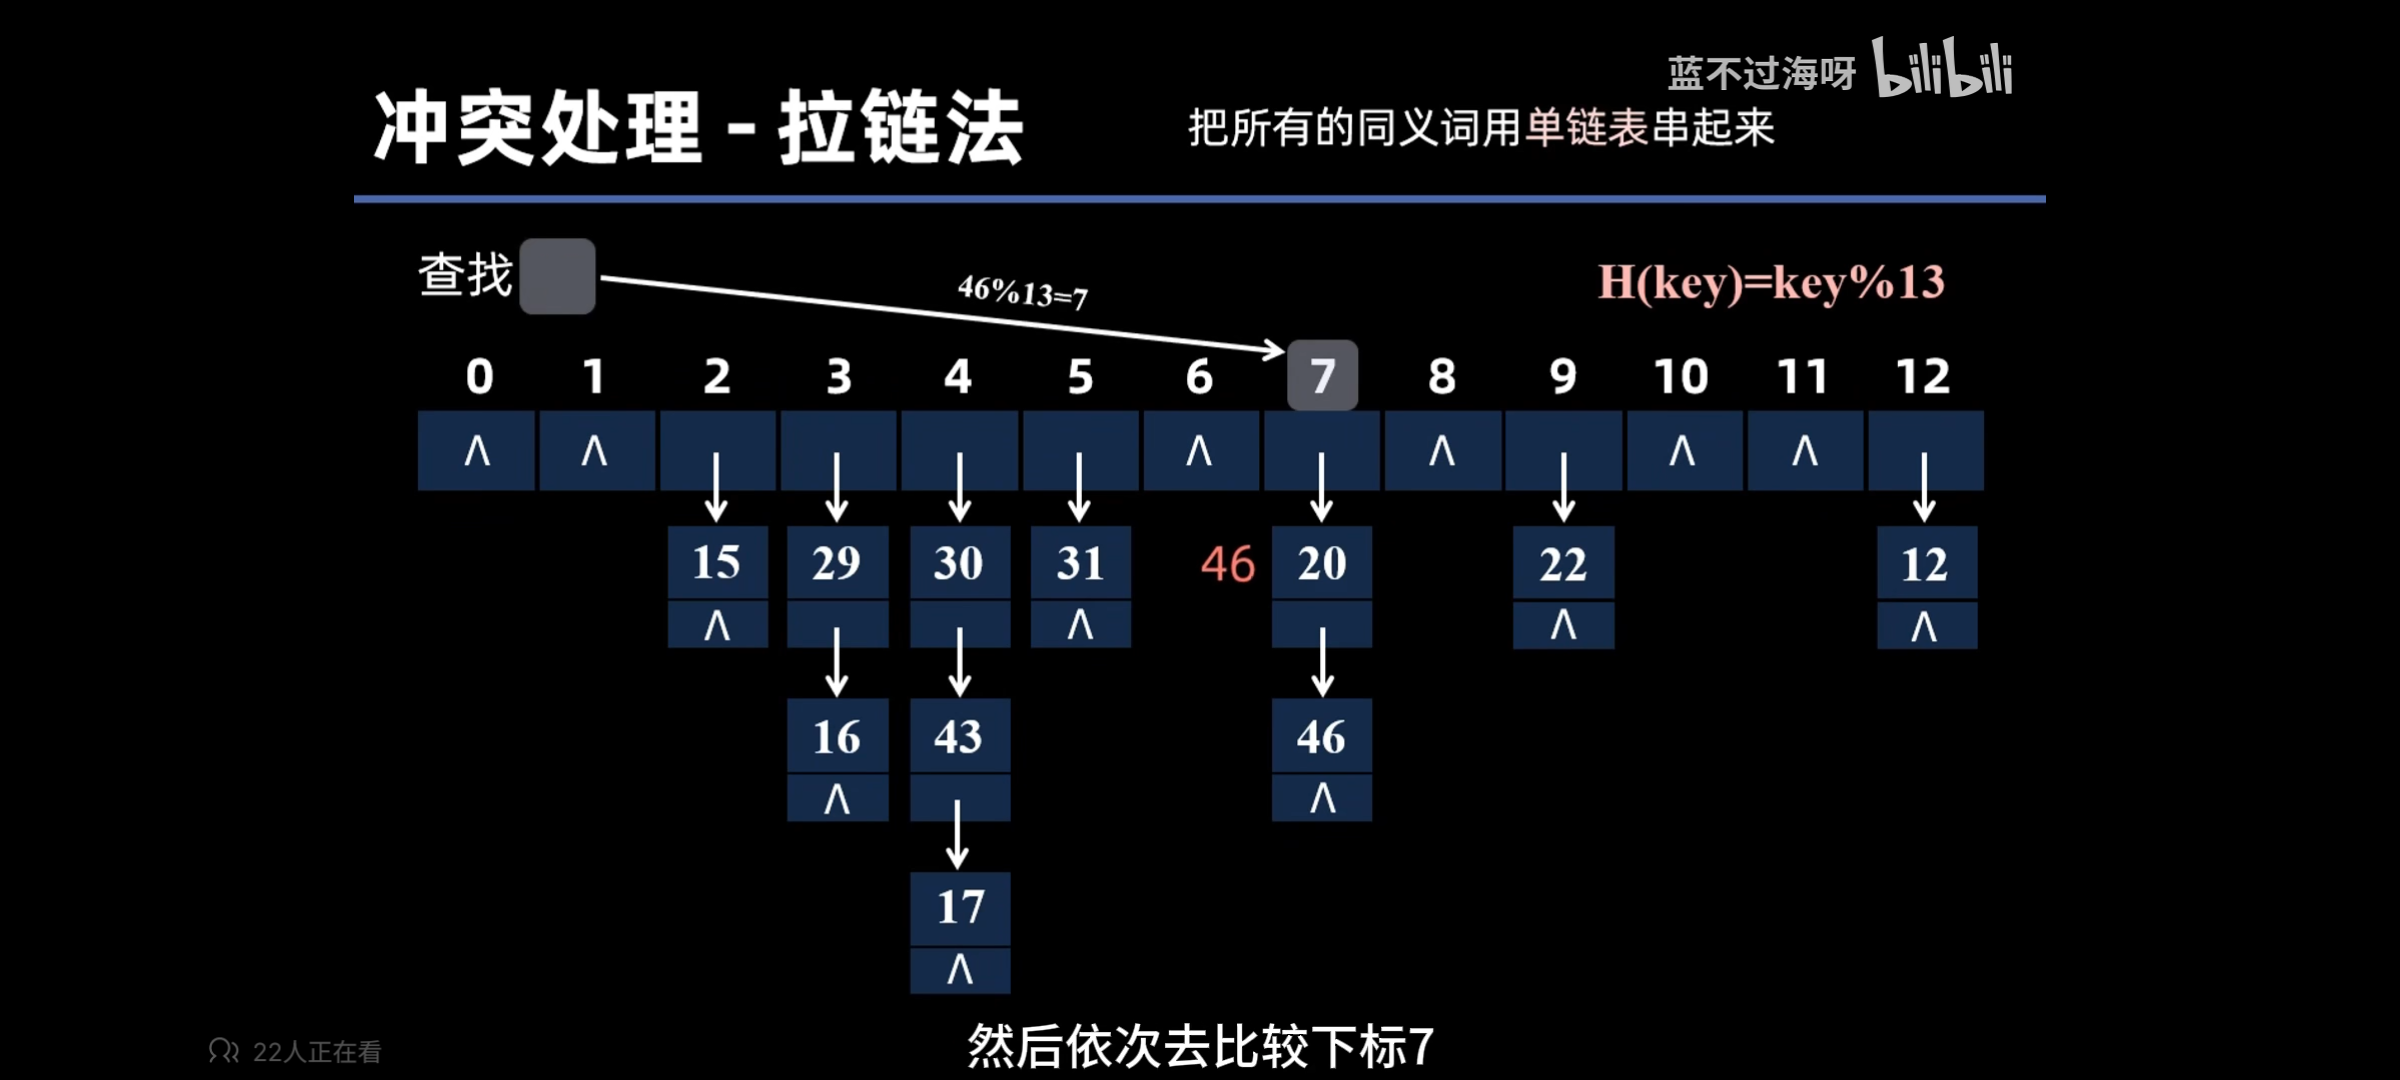 蓝不过海呀 bilibili
冲突处理 - 拉链法 把所有的同义词用单链表串起来
查找 46%13=7 H(key)=key%13
0 1 2 3 4 5 6 7 8 9 10 11 12
∧ ∧ ∧ ∧ ∧ ∧
15 29 30 31 46 20 22 12
∧ ∧ ∧ ∧
16 43 46
∧ ∧
17
∧
然后依次去比较下标7
22人正在看